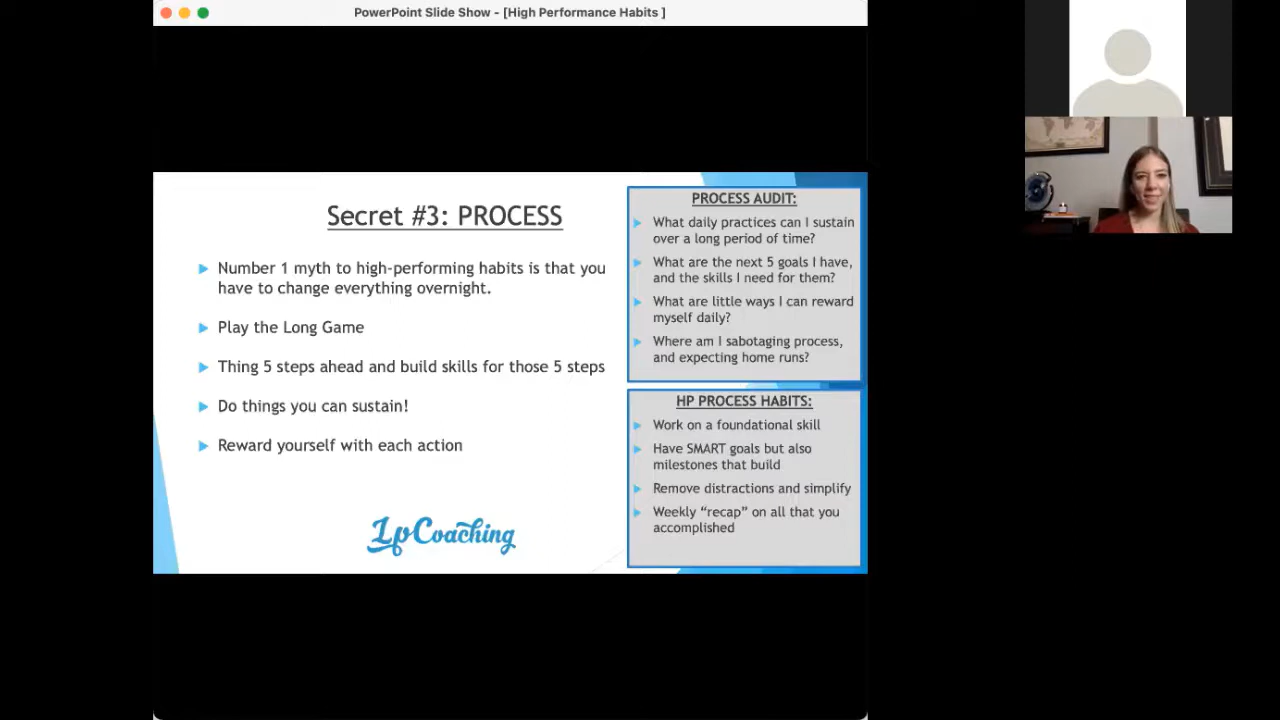 PowerPoint Slide Show - [High Performance Habits ]
Secret #3: PROCESS
Number 1 myth to high-performing habits is that you
have to change everything overnight.
Play the Long Game
Thing 5 steps ahead and build skills for those 5 steps
Do things you can sustain!
Reward yourself with each action
LpCoaching
PROCESS AUDIT:
What daily practices can I sustain
over a long period of time?
What are the next 5 goals I have,
and the skills I need for them?
What are little ways I can reward
myself daily?
Where am I sabotaging process,
and expecting home runs?
HP PROCESS HABITS:
Work on a foundational skill
Have SMART goals but also
milestones that build
Remove distractions and simplify
Weekly “recap” on all that you
accomplished